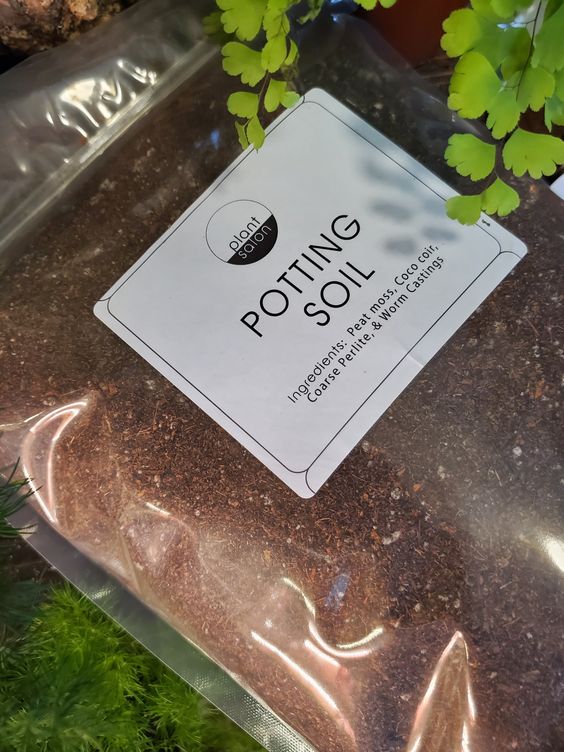 plant
salon
POTTING
SOIL
Ingredients: Peat moss, Coco coir,
Coarse Perlite, & Worm Castings